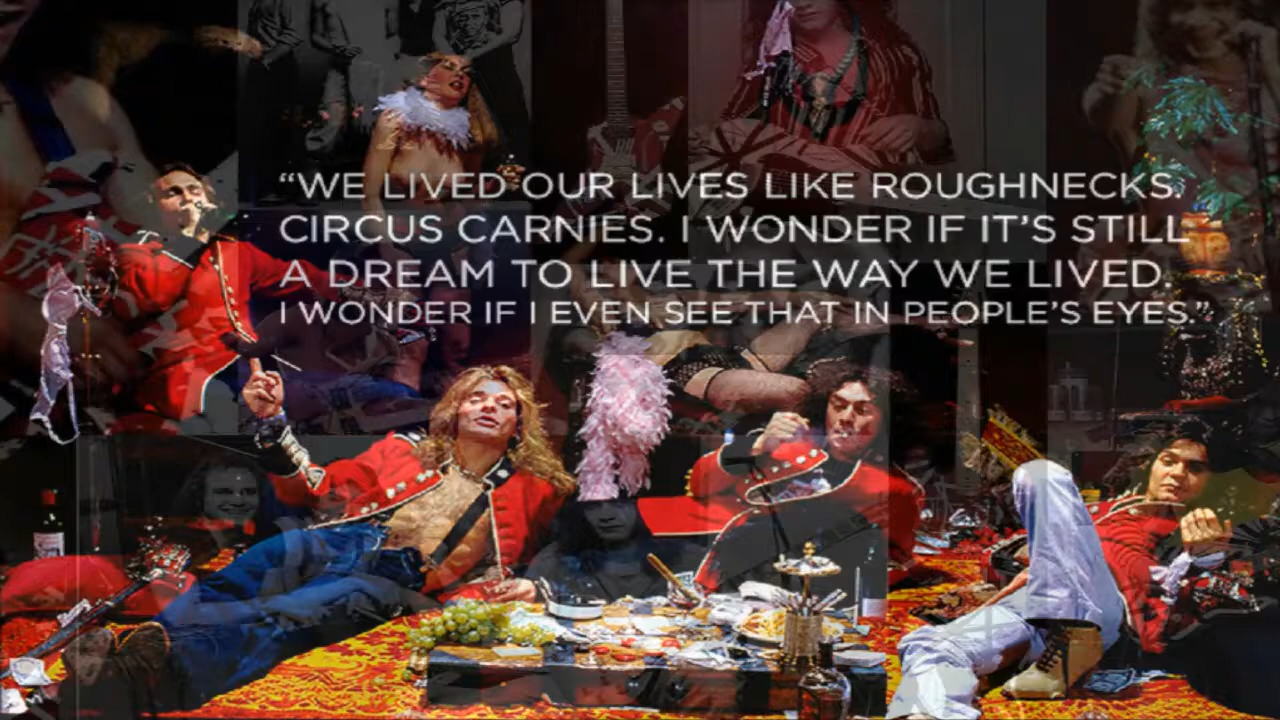 “WE LIVED OUR LIVES LIKE ROUGHNECKS.
CIRCUS CARNIES. I WONDER IF IT’S STILL
A DREAM TO LIVE THE WAY WE LIVED.
I WONDER IF I EVEN SEE THAT IN PEOPLE’S EYES.”